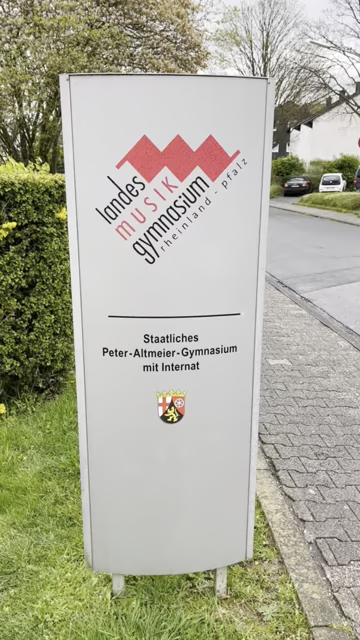 landes
musik
gymnasium
rheinland-pfalz
Staatliches
Peter-Altmeier-Gymnasium
mit Internat